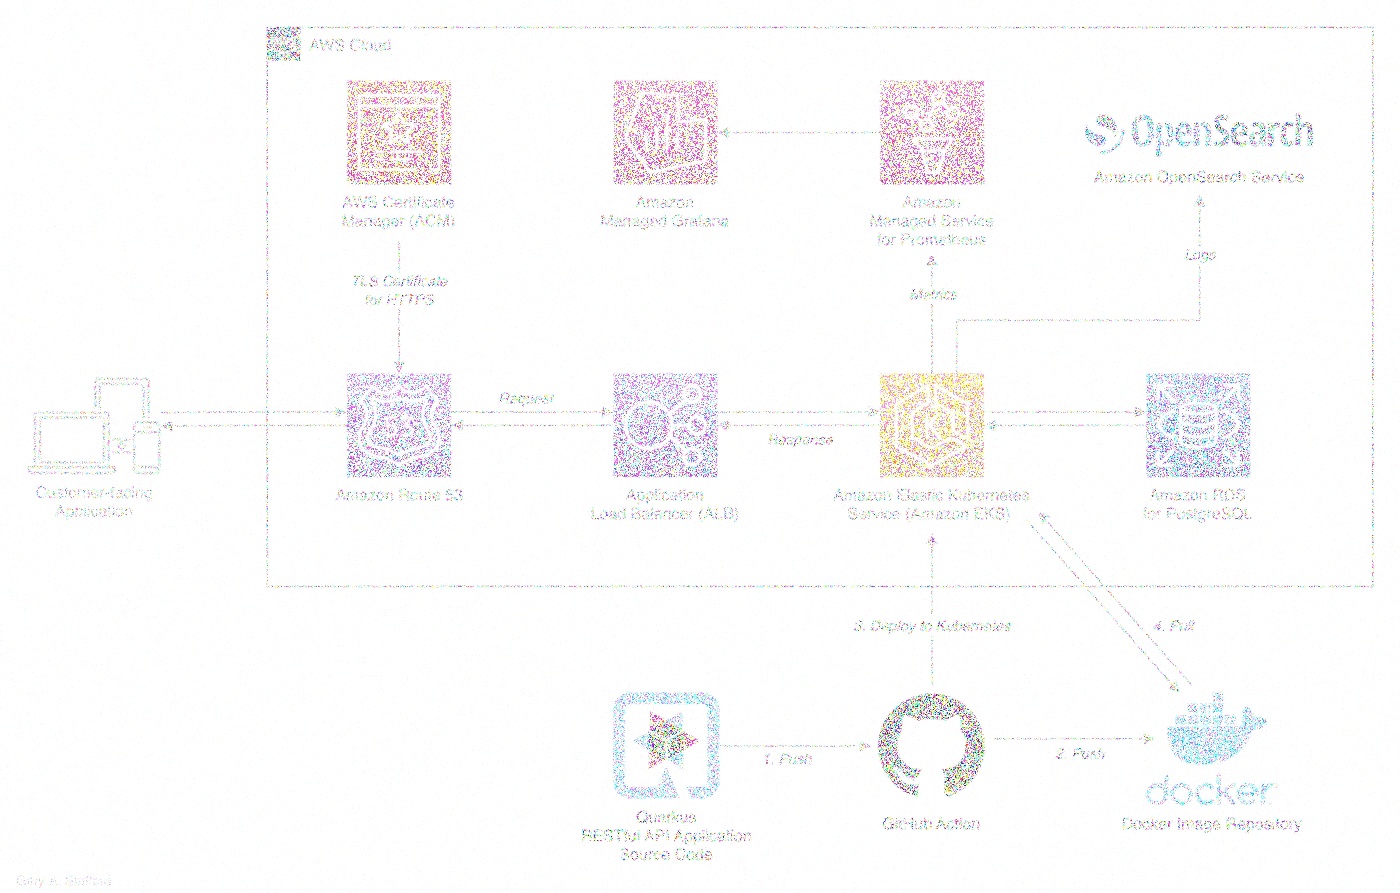 AWS Cloud
OpenSearch
Amazon OpenSearch Service
AWS Certificate
Manager (ACM)
Amazon
Managed Grafana
Amazon
Managed Service
for Prometheus
Logs
TLS Certificate
for HTTPS
Metrics
Request
Response
Customer-facing
Application
Amazon Route 53
Application
Load Balancer (ALB)
Amazon Elastic Kubernetes
Service (Amazon EKS)
Amazon RDS
for PostgreSQL
3. Deploy to Kubernetes
4. Pull
1. Push
2. Push
docker
Quarkus
RESTful API Application
Source Code
GitHub Action
Docker Image Repository
Gary A. Stafford